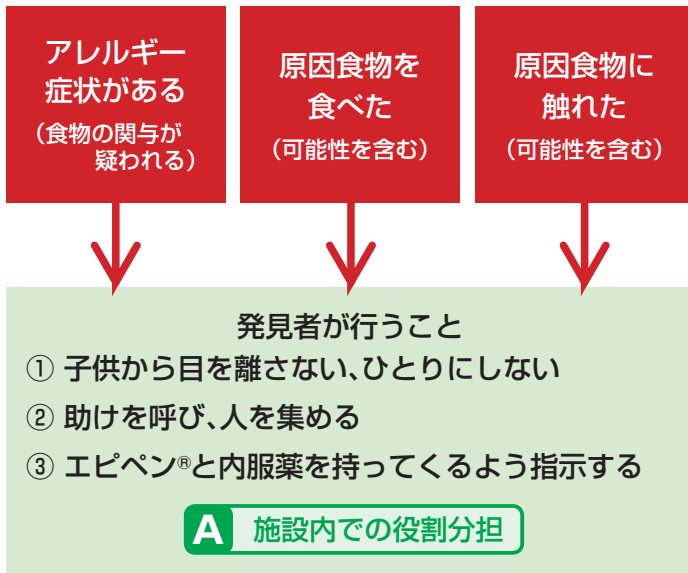 アレルギー
症状がある
（食物の関与が
疑われる）
原因食物を
食べた
（可能性を含む）
原因食物に
触れた
（可能性を含む）
発見者が行うこと
① 子供から目を離さない、ひとりにしない
② 助けを呼び、人を集める
③ エピペン®と内服薬を持ってくるよう指示する
A 施設内での役割分担